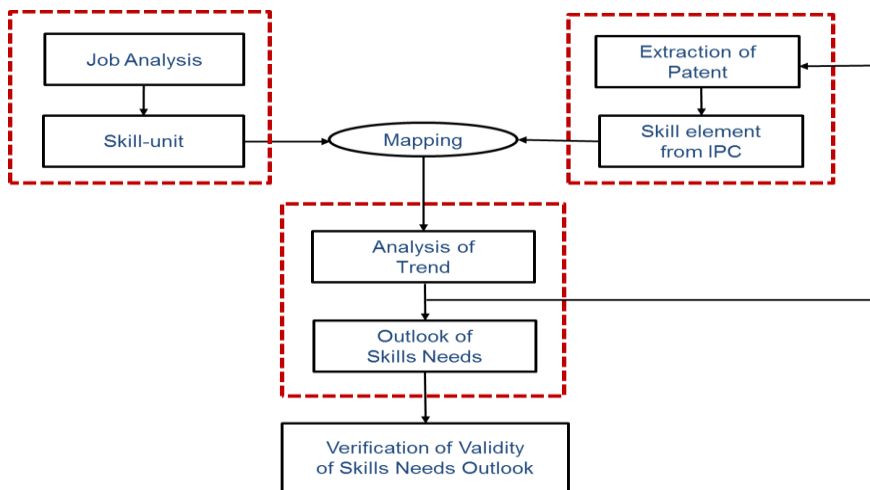 Job Analysis
Skill-unit
Extraction of
Patent
Skill element
from IPC
Mapping
Analysis of
Trend
Outlook of
Skills Needs
Verification of Validity
of Skills Needs Outlook